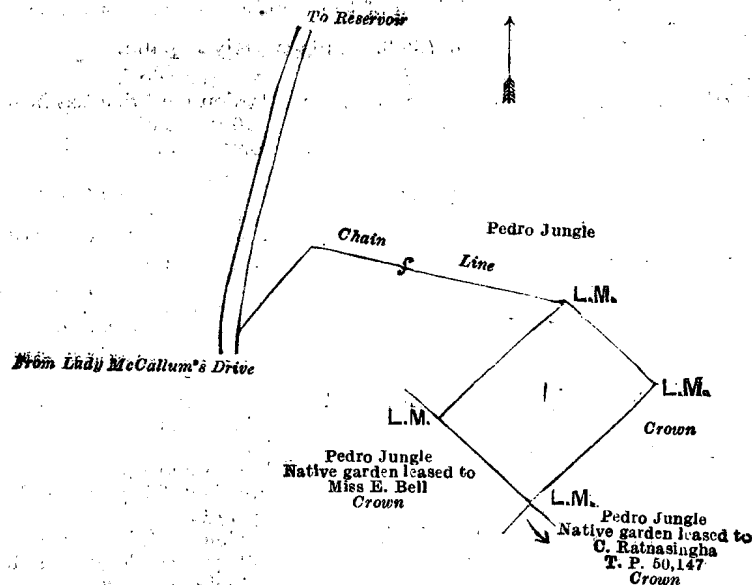 To Reservoir
Pedro Jungle
Chain
Line
L.M.
From Lady McCallum's Drive
L.M.
L.M.
1
Crown
Pedro Jungle
Native garden leased to
Miss E. Bell
Crown
L.M.
Pedro Jungle
Native garden leased to
C. Ratnasingha
T. P. 50,147
Crown